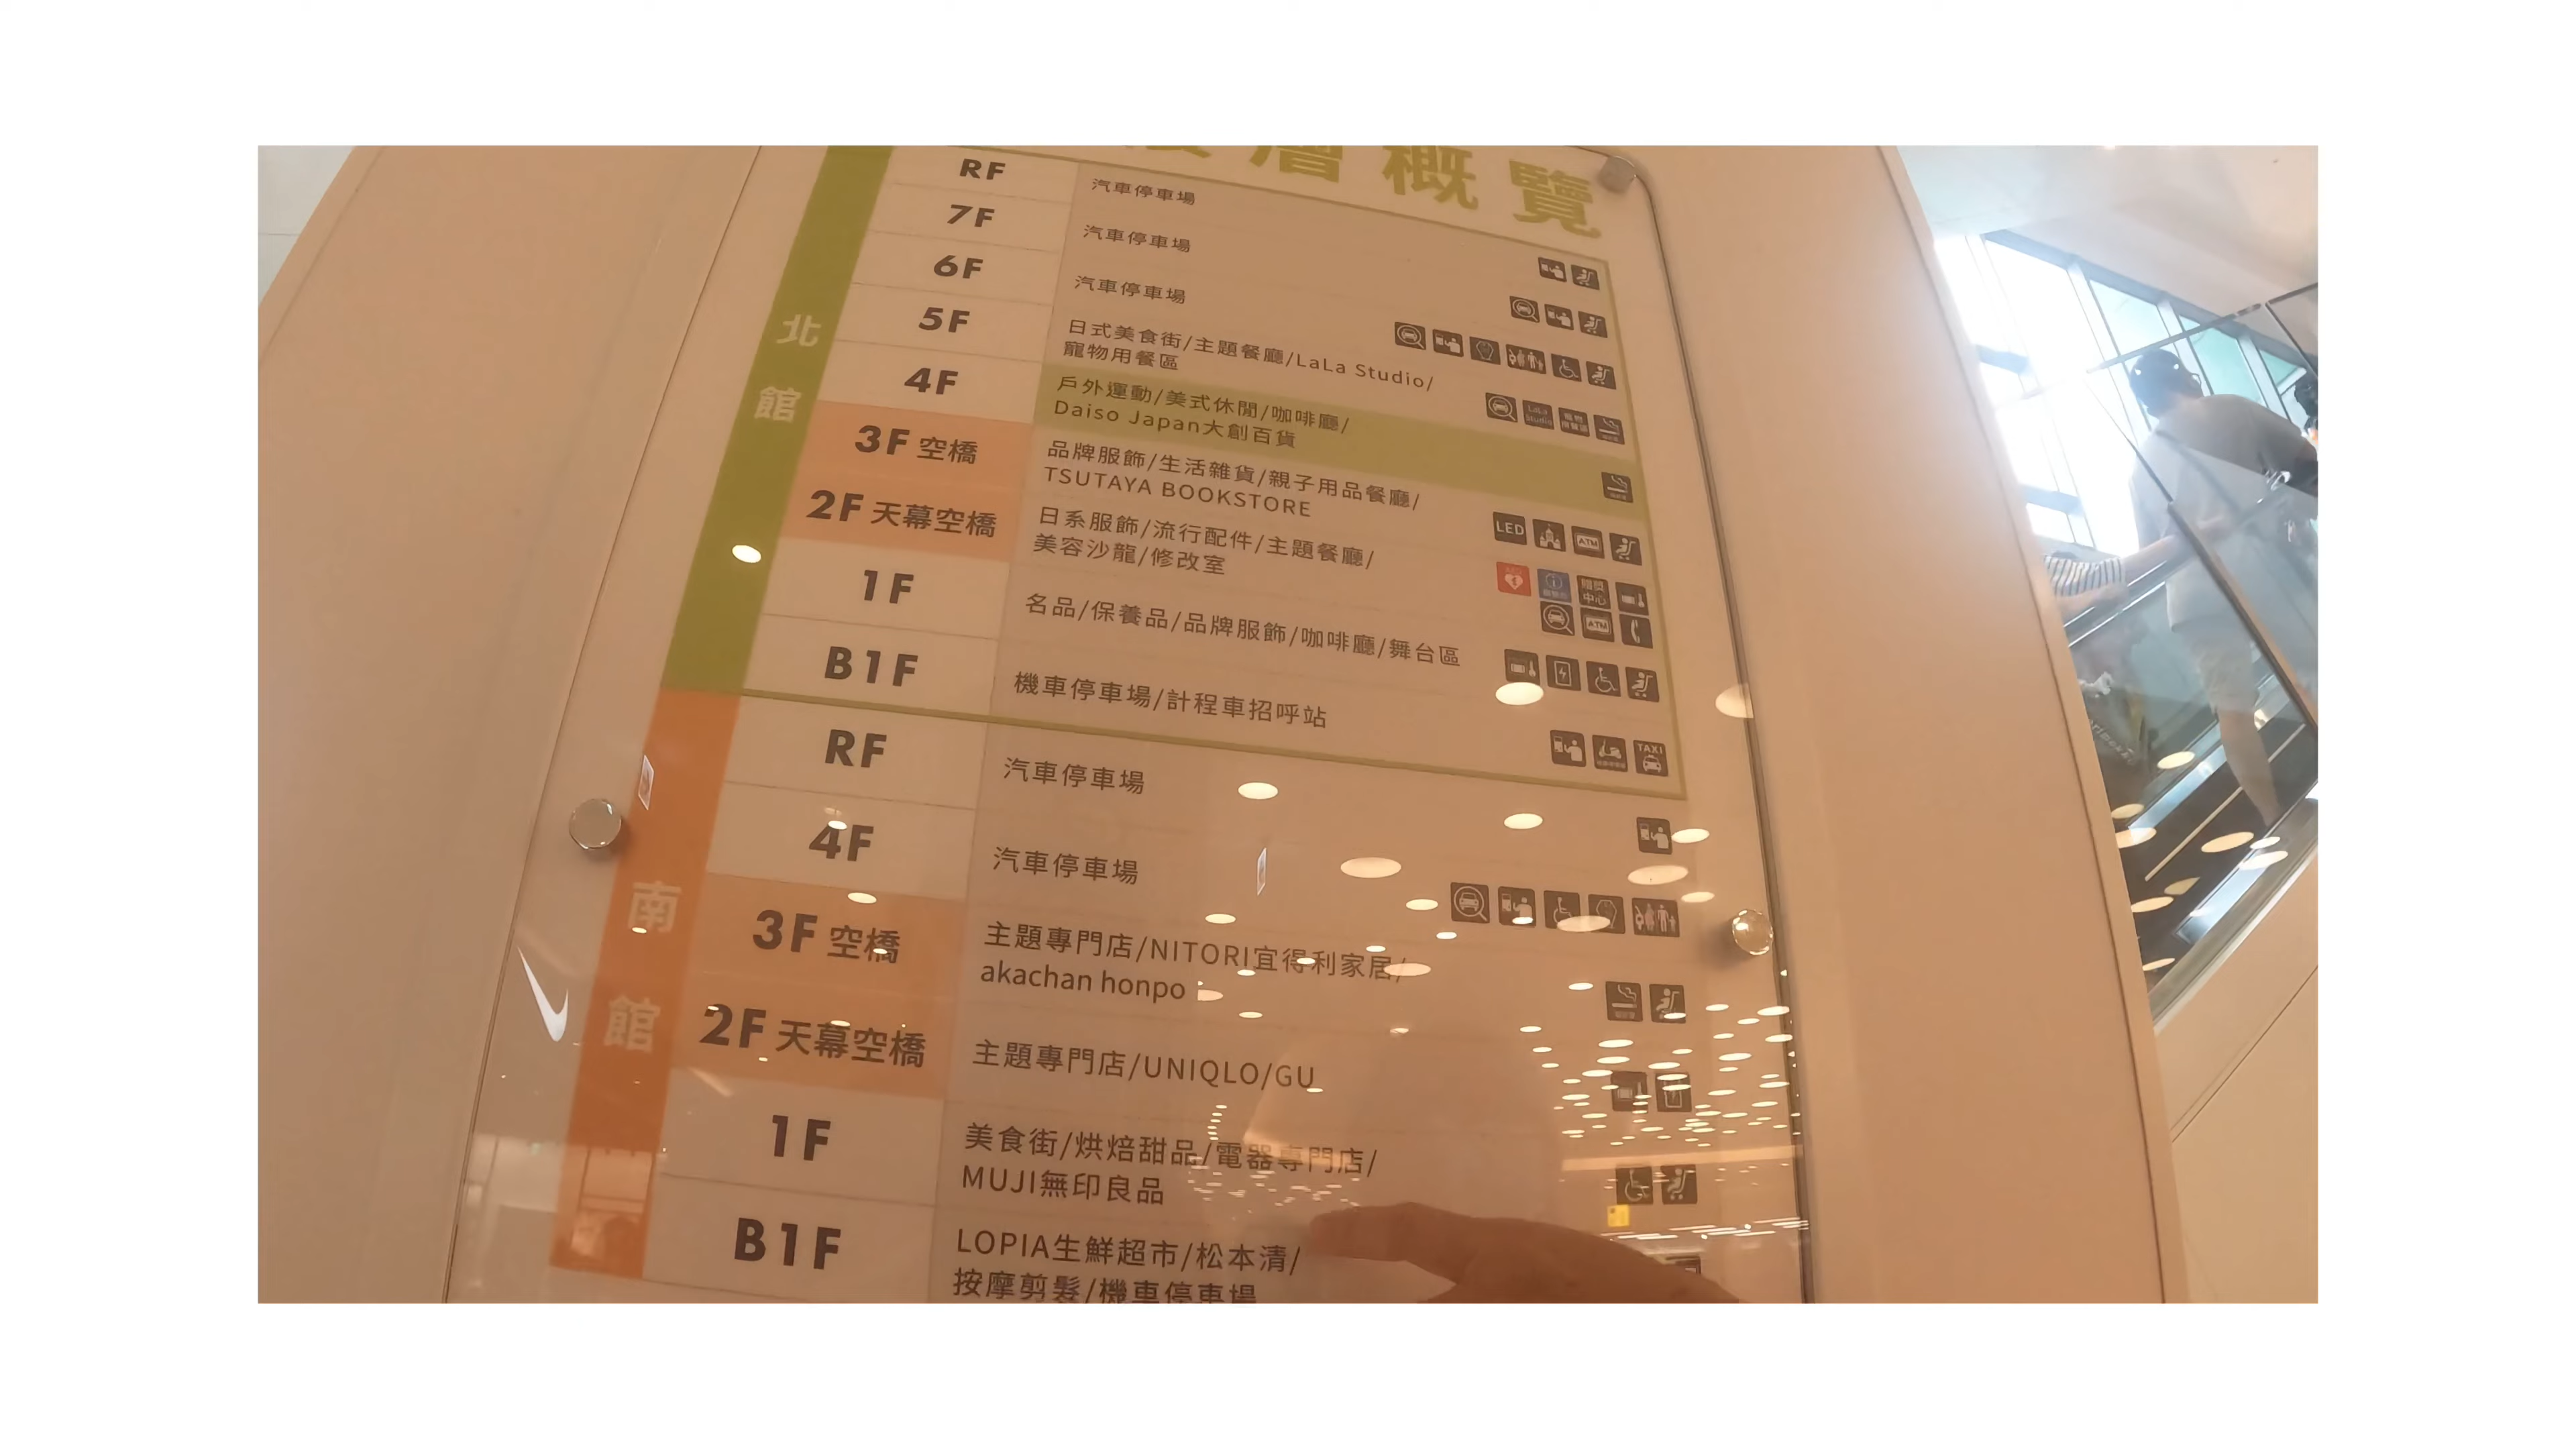 層概覽
北館
RF 汽車停車場
7F 汽車停車場
6F 汽車停車場
5F 日式美食街/主題餐廳/LaLa Studio/
寵物用餐區
4F 戶外運動/美式休閒/咖啡廳/
Daiso Japan大創百貨
3F 空橋 品牌服飾/生活雜貨/親子用品餐廳/
TSUTAYA BOOKSTORE
LED ATM
2F 天幕空橋 日系服飾/流行配件/主題餐廳/
美容沙龍/修改室
ATM
1F 名品/保養品/品牌服飾/咖啡廳/舞台區
B1F 機車停車場/計程車招呼站
TAXI
南館
RF 汽車停車場
4F 汽車停車場
3F 空橋 主題專門店/NITORI宜得利家居/
akachan honpo
2F 天幕空橋 主題專門店/UNIQLO/GU
1F 美食街/烘焙甜品/電器專門店/
MUJI無印良品
B1F LOPIA生鮮超市/松本清/
按摩剪髮/機車停車場